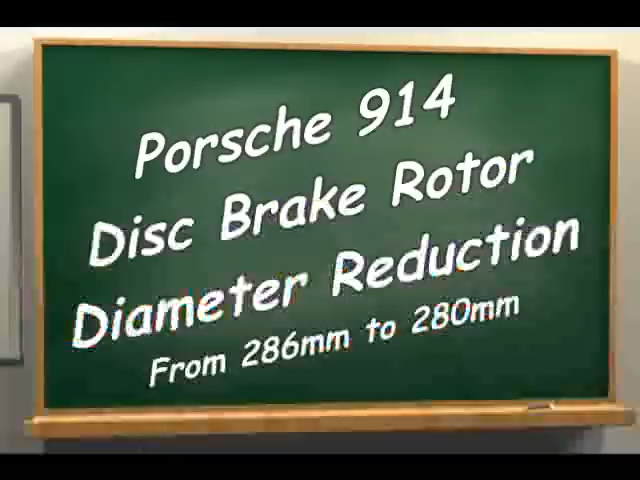 Porsche 914
Disc Brake Rotor
Diameter Reduction
From 286mm to 280mm